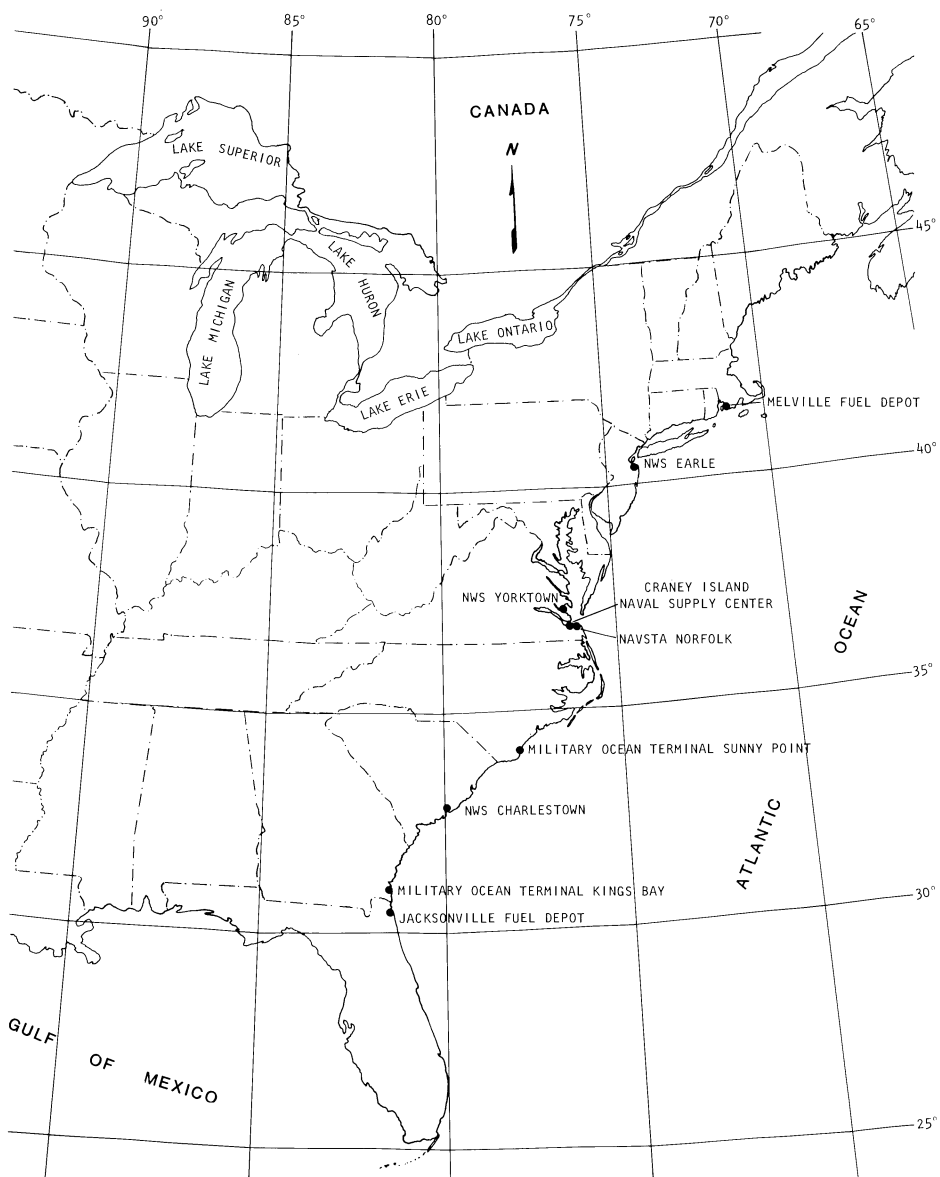 90° 85° 80° 75° 70° 65°
CANADA
N
LAKE SUPERIOR
45°
LAKE HURON
LAKE MICHIGAN
LAKE ONTARIO
LAKE ERIE
MELVILLE FUEL DEPOT
40°
NWS EARLE
CRANEY ISLAND
NAVAL SUPPLY CENTER
NWS YORKTOWN
NAVSTA NORFOLK
OCEAN
35°
MILITARY OCEAN TERMINAL SUNNY POINT
NWS CHARLESTOWN
ATLANTIC
MILITARY OCEAN TERMINAL KINGS BAY
30°
JACKSONVILLE FUEL DEPOT
GULF OF MEXICO
25°